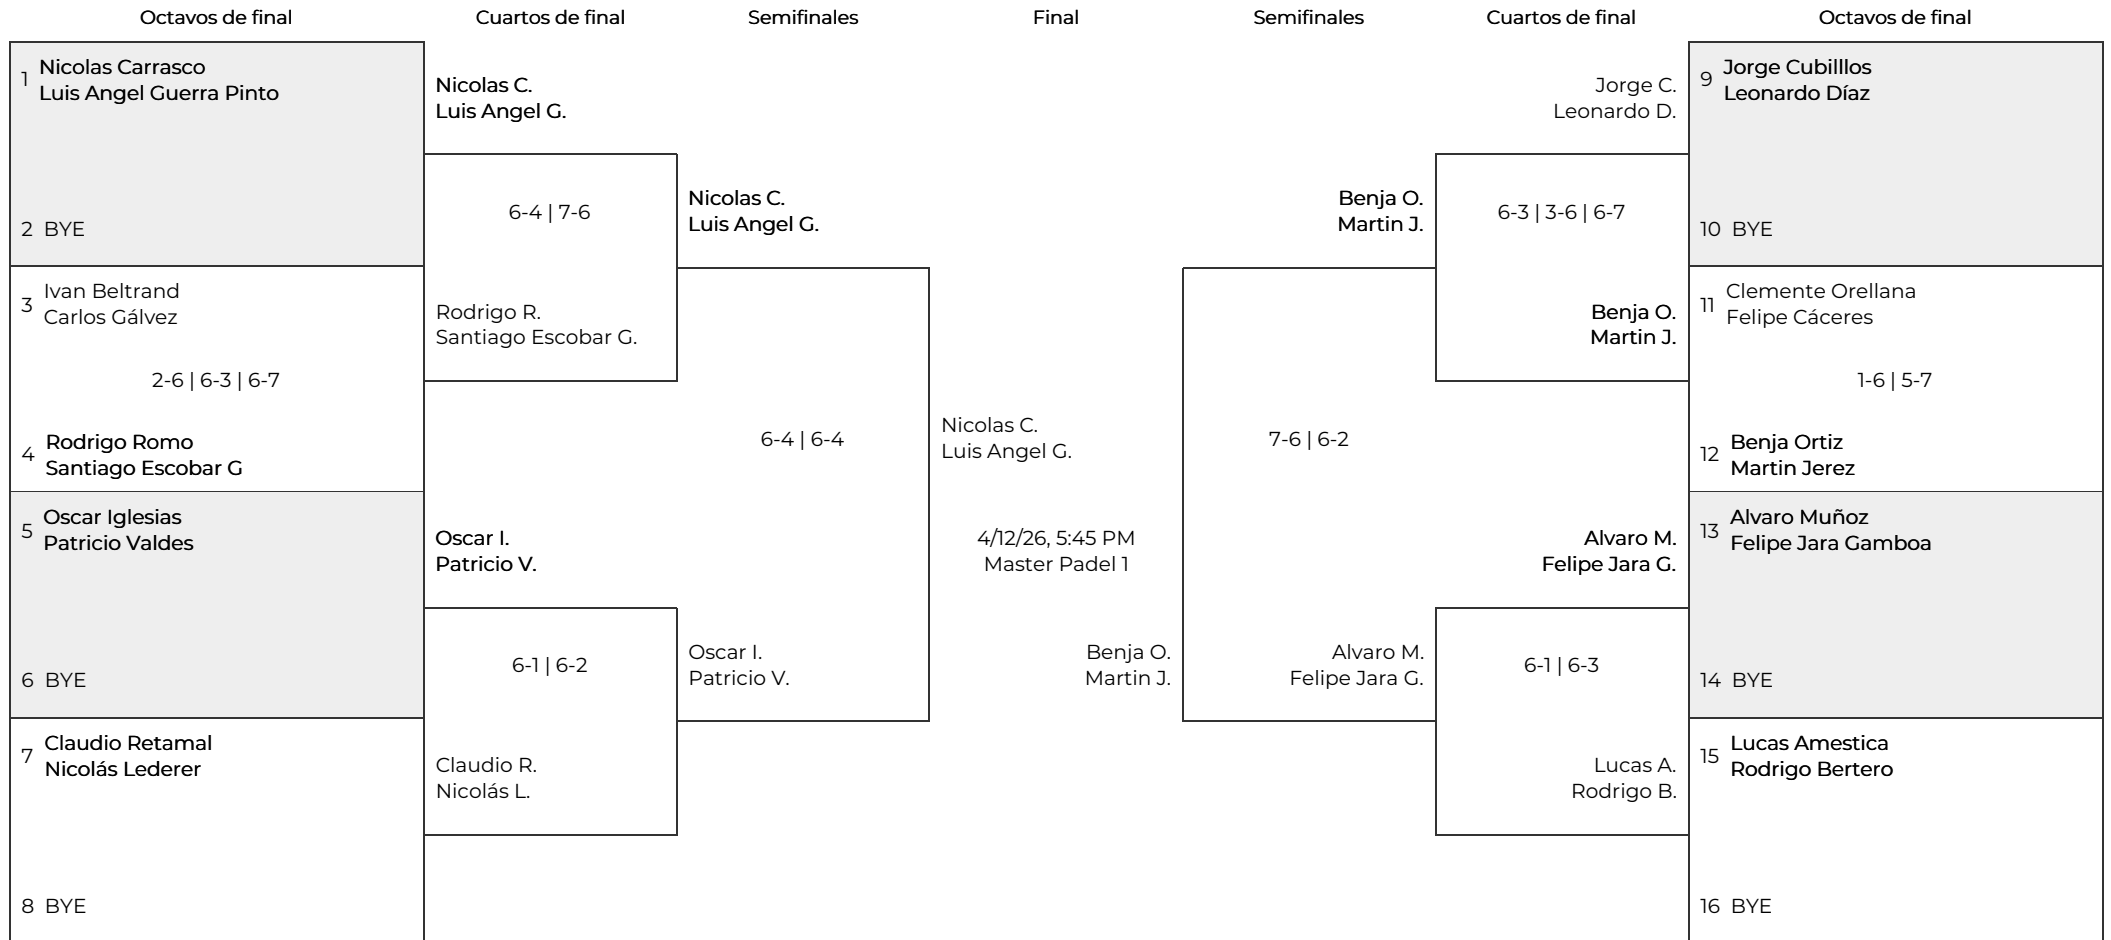 Octavos de final
Cuartos de final
Semifinales
Final
Semifinales
Cuartos de final
Octavos de final
1
Nicolas Carrasco
Luis Angel Guerra Pinto
2 BYE
3
Ivan Beltrand
Carlos Gálvez
2-6 | 6-3 | 6-7
4
Rodrigo Romo
Santiago Escobar G
5
Oscar Iglesias
Patricio Valdes
6 BYE
7
Claudio Retamal
Nicolás Lederer
8 BYE
Nicolas C.
Luis Angel G.
6-4 | 7-6
Rodrigo R.
Santiago Escobar G.
Oscar I.
Patricio V.
6-1 | 6-2
Claudio R.
Nicolás L.
Nicolas C.
Luis Angel G.
6-4 | 6-4
Oscar I.
Patricio V.
Nicolas C.
Luis Angel G.
4/12/26, 5:45 PM
Master Padel 1
Benja O.
Martin J.
Benja O.
Martin J.
7-6 | 6-2
Alvaro M.
Felipe Jara G.
Jorge C.
Leonardo D.
6-3 | 3-6 | 6-7
Benja O.
Martin J.
Alvaro M.
Felipe Jara G.
6-1 | 6-3
Lucas A.
Rodrigo B.
9
Jorge Cubilllos
Leonardo Díaz
10 BYE
11
Clemente Orellana
Felipe Cáceres
1-6 | 5-7
12
Benja Ortiz
Martin Jerez
13
Alvaro Muñoz
Felipe Jara Gamboa
14 BYE
15
Lucas Amestica
Rodrigo Bertero
16 BYE